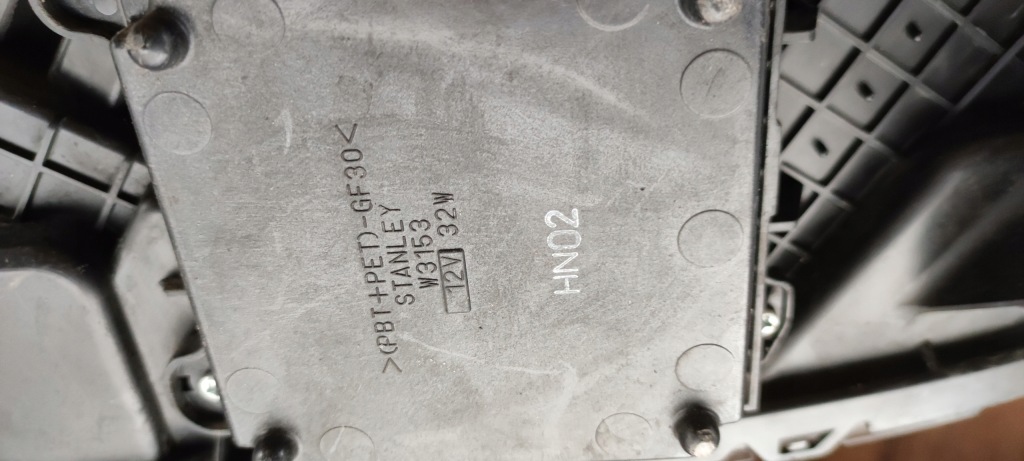 >(PBT+PET)-GF30<
STANLEY
W3153
12V 32W
HN02